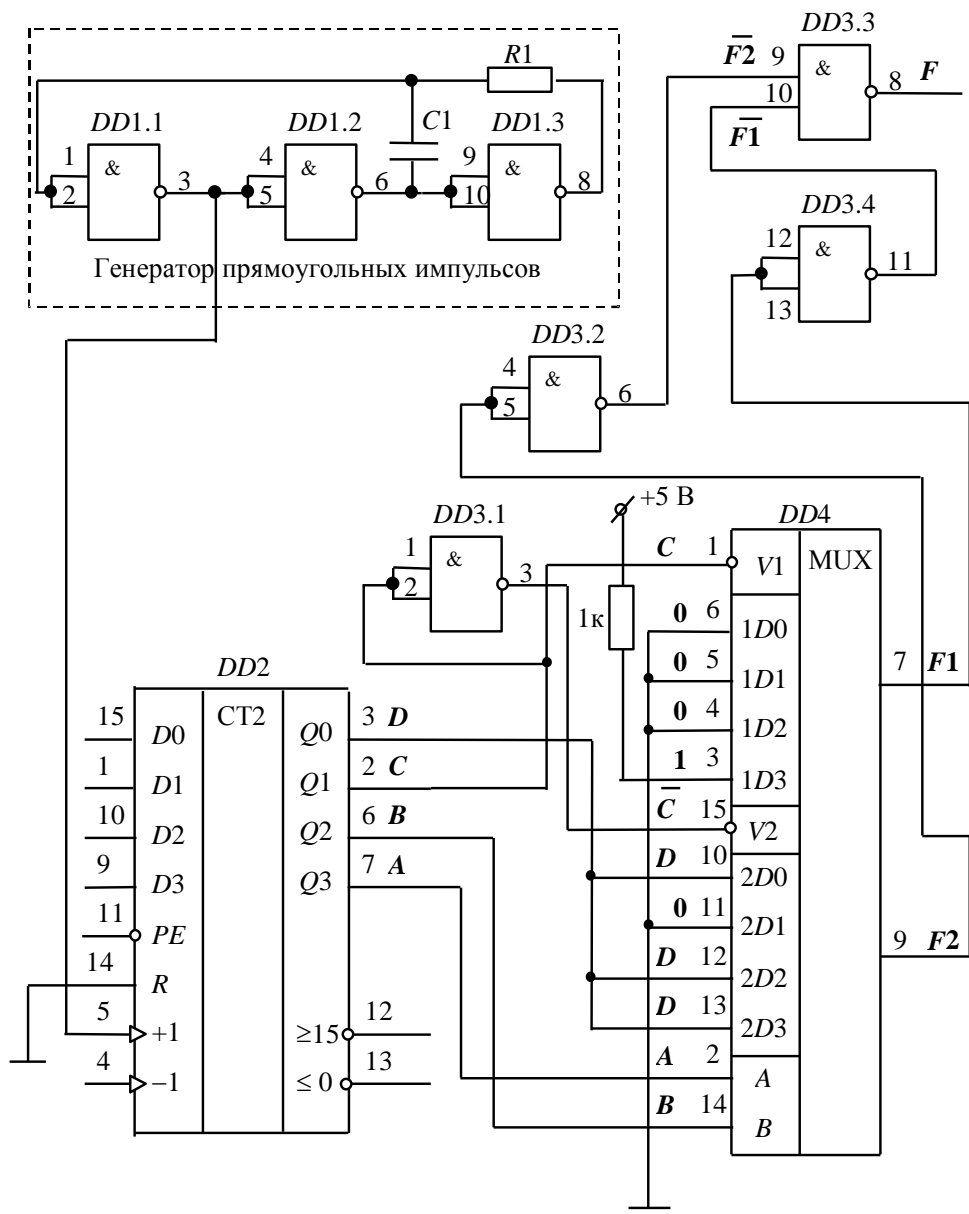 DD3.3
F2 9 & 8 F
10
F1
R1
DD1.1 DD1.2 C1 DD1.3
1 & 3 4 & 6 9 & 8
2 5 10
Генератор прямоугольных импульсов
DD3.4
12 & 11
13
DD3.2
4 & 6
5
+5 В
DD3.1 DD4
1 & 3
2
1к
C 1 V1 MUX
0 6 1D0
0 5 1D1
7 F1
0 4 1D2
1 3 1D3
C 15 V2
D 10 2D0
0 11 2D1
9 F2
D 12 2D2
D 13 2D3
A 2 A
B 14 B
DD2
CT2
15 D0 Q0 3 D
1 D1 Q1 2 C
10 D2 Q2 6 B
9 D3 Q3 7 A
11 PE
14 R
5 +1 ≥15 12
4 −1 ≤ 0 13